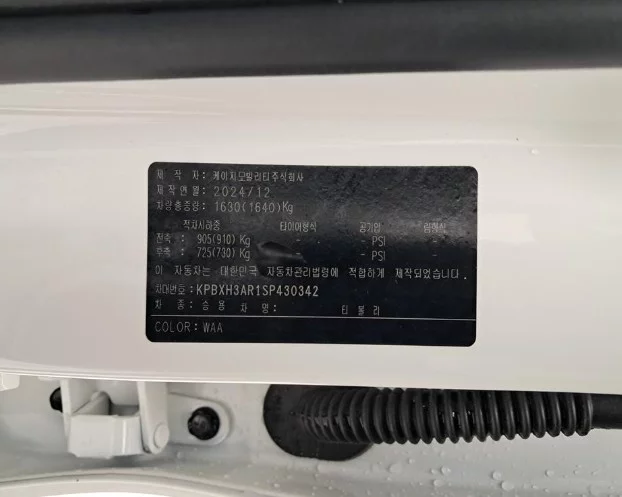 제 작 자: 케이지모빌리티주식회사
제작연월: 2024/12
차량총중량: 1630(1640)Kg
적차시하중 타이어형식 공기압 림형식
전축: 905(910) Kg - - PSI -
후축: 725(730) Kg - - PSI -
이 자동차는 대한민국 자동차관리법령에 적합하게 제작되었습니다.
차대번호: KPBXH3AR1SP430342
차 종: 승용 차 명: 티볼리
COLOR: WAA